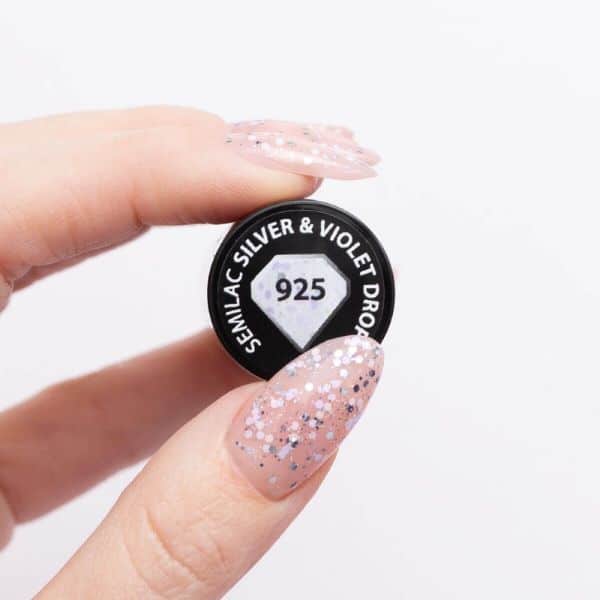 SEMILAC SILVER & VIOLET DROP
925